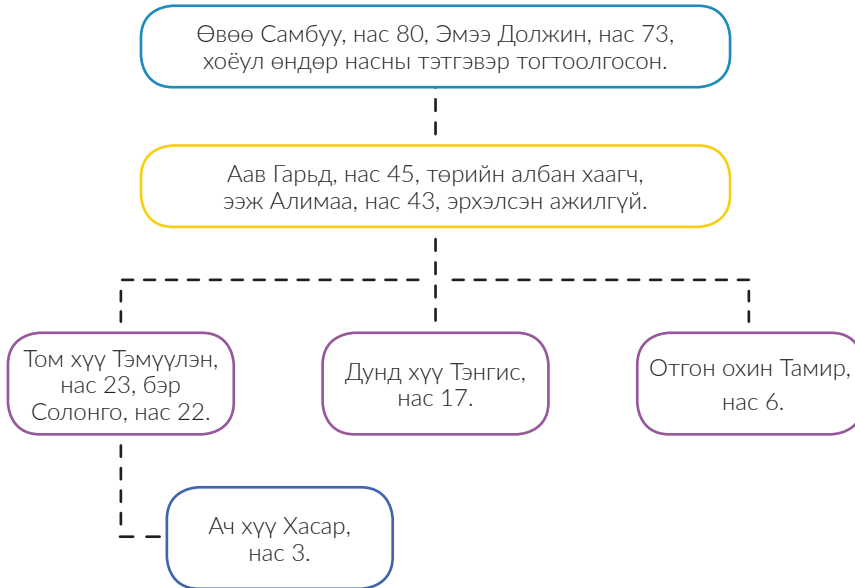 Өвөө Самбуу, нас 80, Эмээ Должин, нас 73,
хоёул өндөр насны тэтгэвэр тогтоолгосон.
Аав Гарьд, нас 45, төрийн албан хаагч,
ээж Алимаа, нас 43, эрхэлсэн ажилгүй.
Том хүү Тэмүүлэн,
нас 23, бэр
Солонго, нас 22.
Дунд хүү Тэнгис,
нас 17.
Отгон охин Тамир,
нас 6.
Ач хүү Хасар,
нас 3.